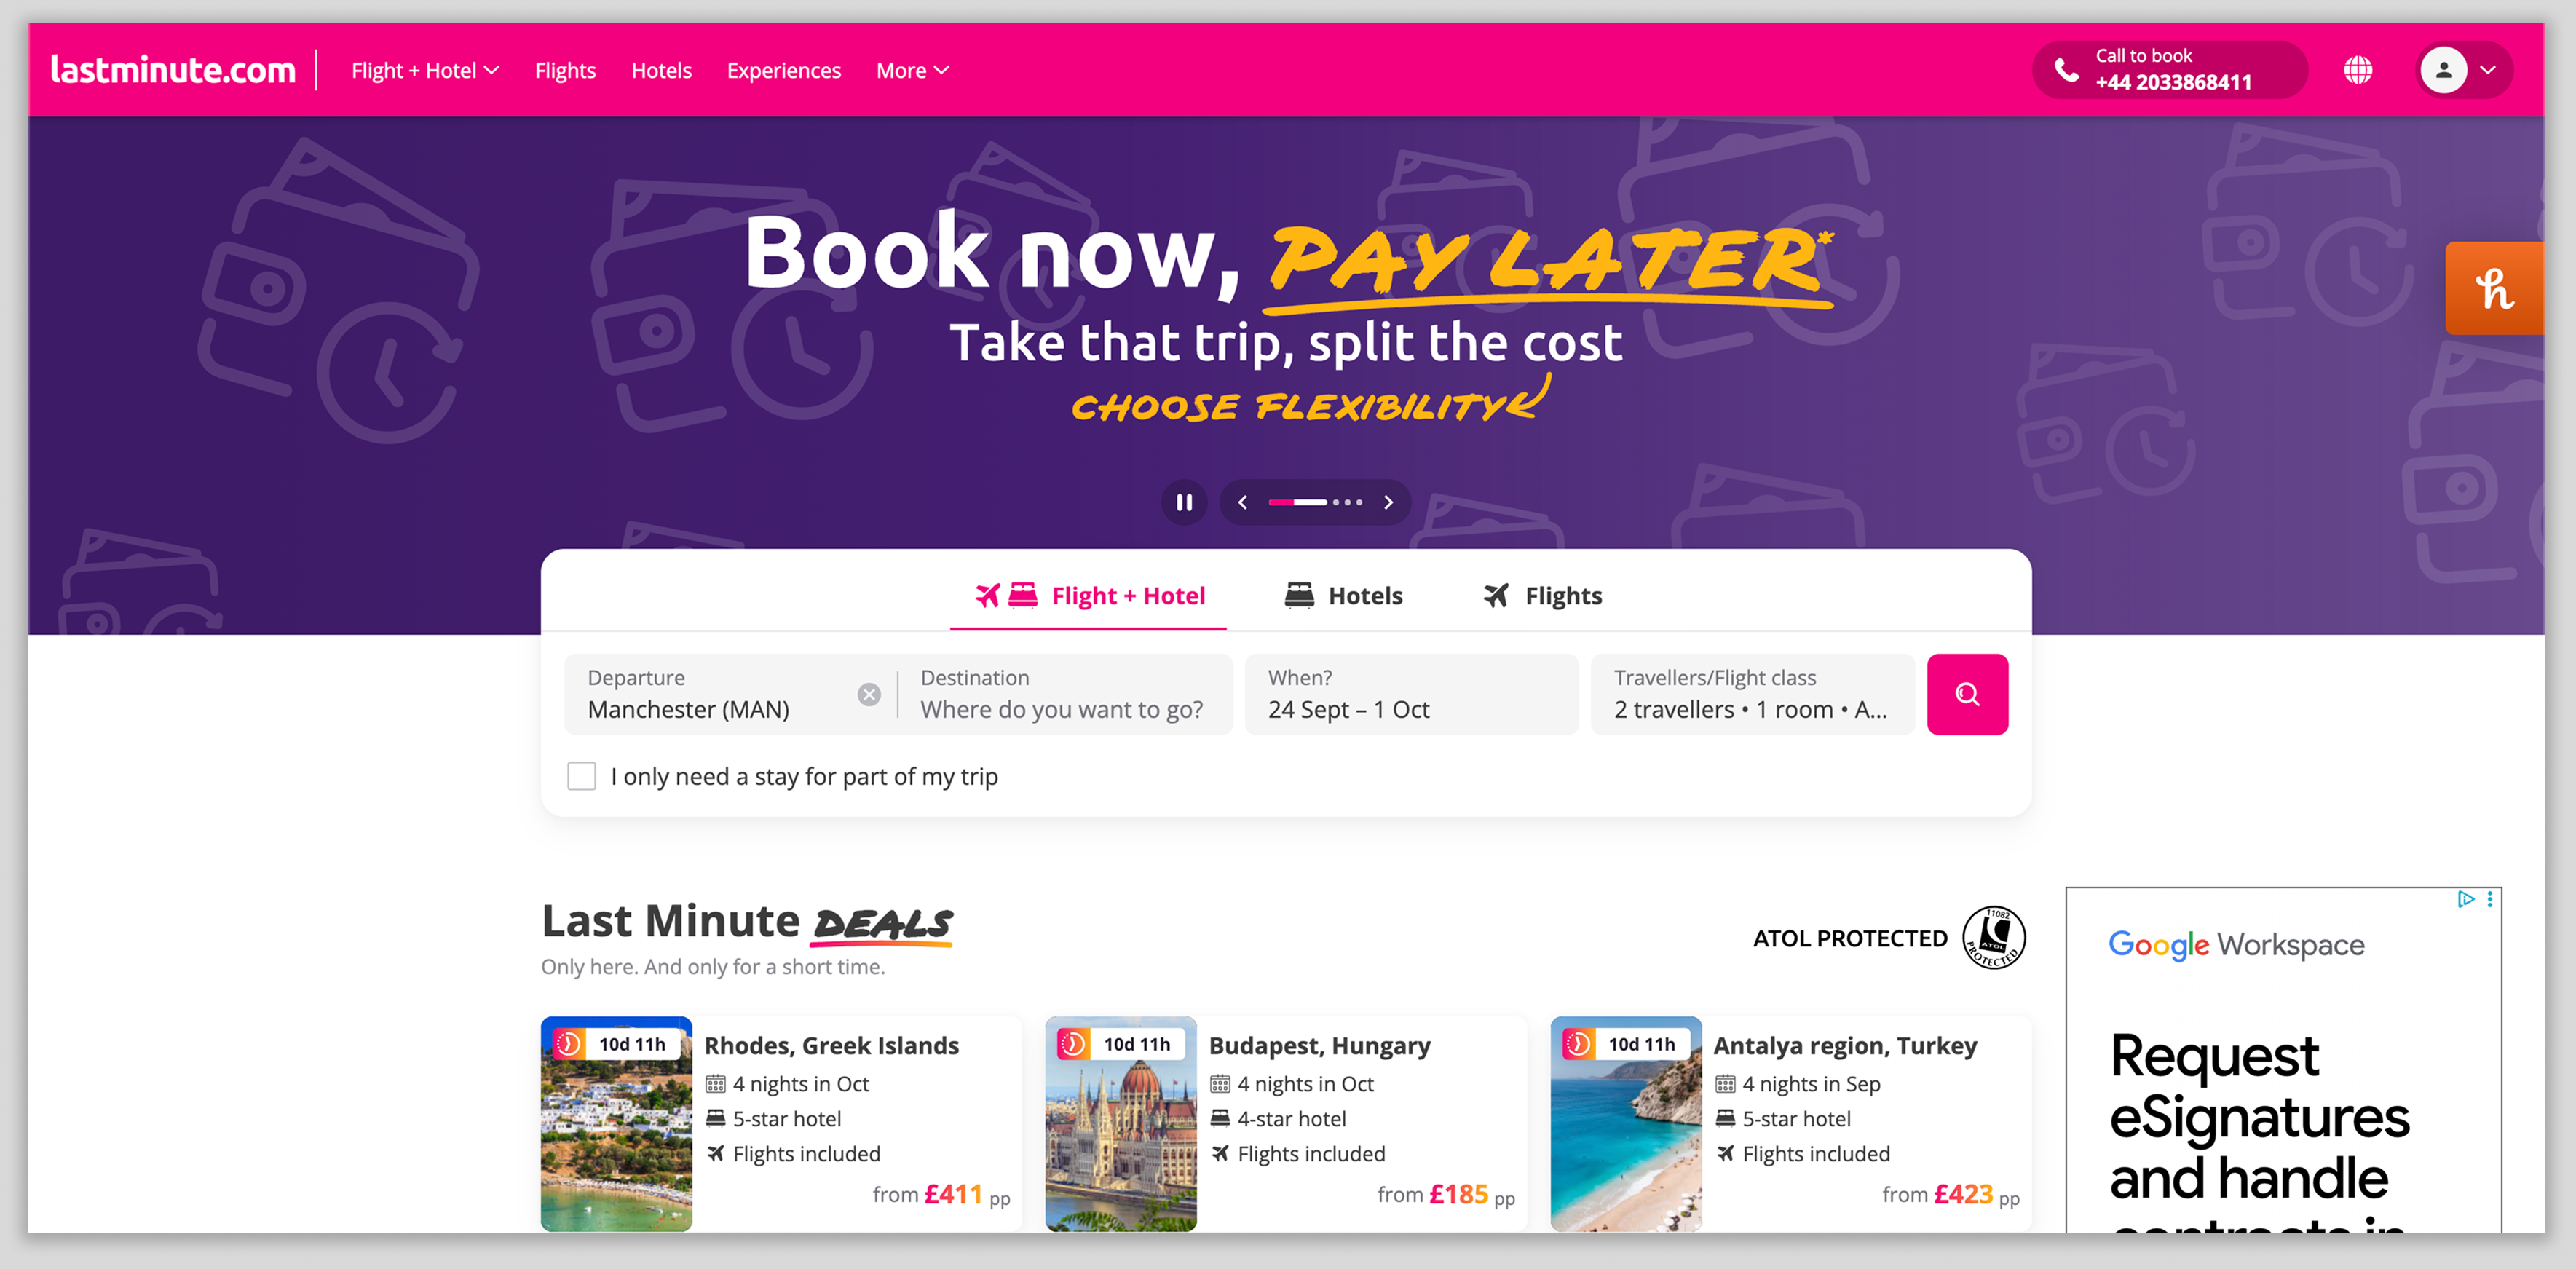 lastminute.com
Flight + Hotel
Flights
Hotels
Experiences
More
Call to book
+44 2033868411
Book now, PAY LATER*
Take that trip, split the cost
CHOOSE FLEXIBILITY
Flight + Hotel
Hotels
Flights
Departure
Manchester (MAN)
Destination
Where do you want to go?
When?
24 Sept – 1 Oct
Travellers/Flight class
2 travellers • 1 room • A...
I only need a stay for part of my trip
Last Minute DEALS
Only here. And only for a short time.
ATOL PROTECTED
11082
ATOL
PROTECTED
10d 11h
Rhodes, Greek Islands
4 nights in Oct
5-star hotel
Flights included
from £411 pp
10d 11h
Budapest, Hungary
4 nights in Oct
4-star hotel
Flights included
from £185 pp
10d 11h
Antalya region, Turkey
4 nights in Sep
5-star hotel
Flights included
from £423 pp
Google Workspace
Request
eSignatures
and handle
contracts in